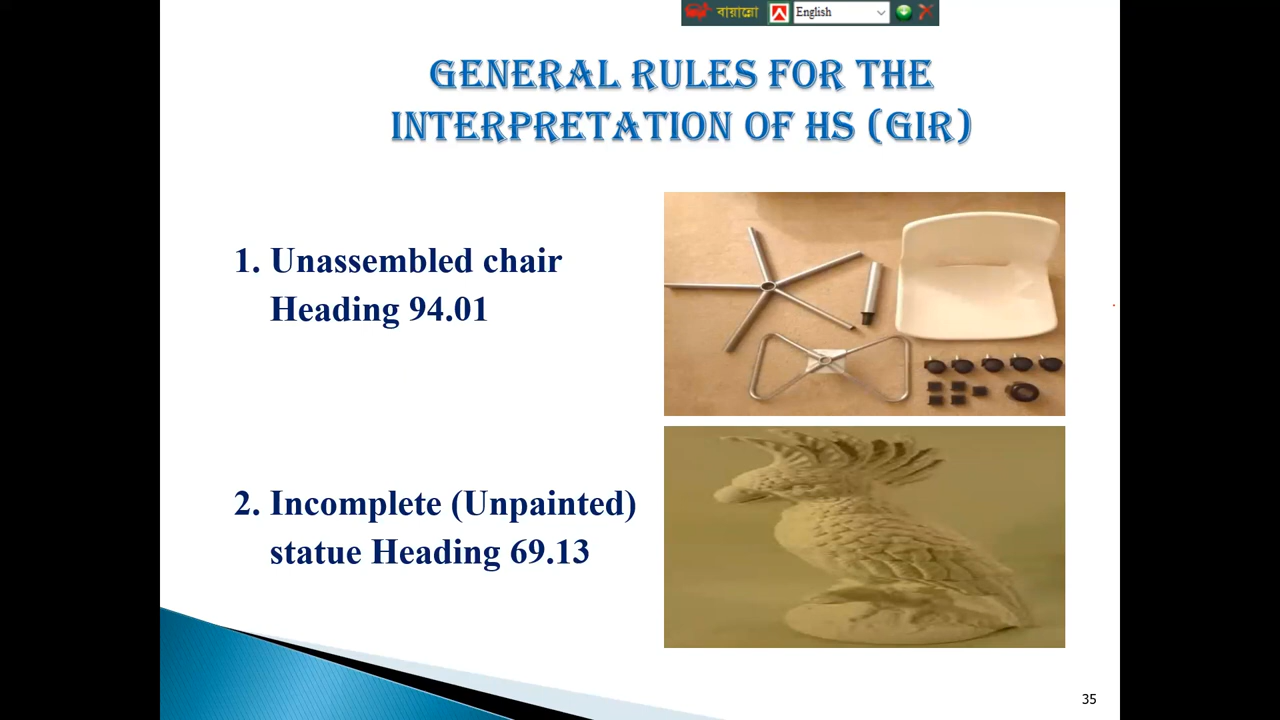 বায়ান্নো English
GENERAL RULES FOR THE
INTERPRETATION OF HS (GIR)
1. Unassembled chair
Heading 94.01
2. Incomplete (Unpainted)
statue Heading 69.13
35